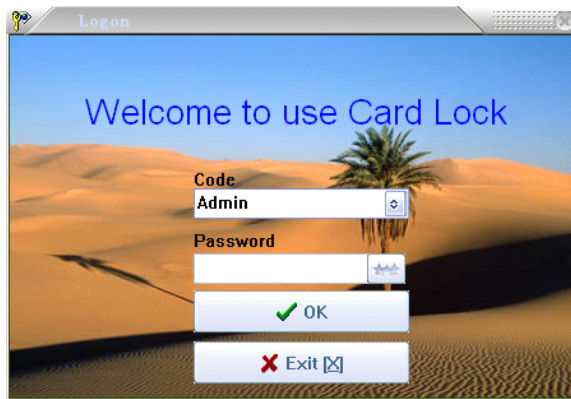 Logon
Welcome to use Card Lock
Code
Admin
Password
OK
Exit [X]